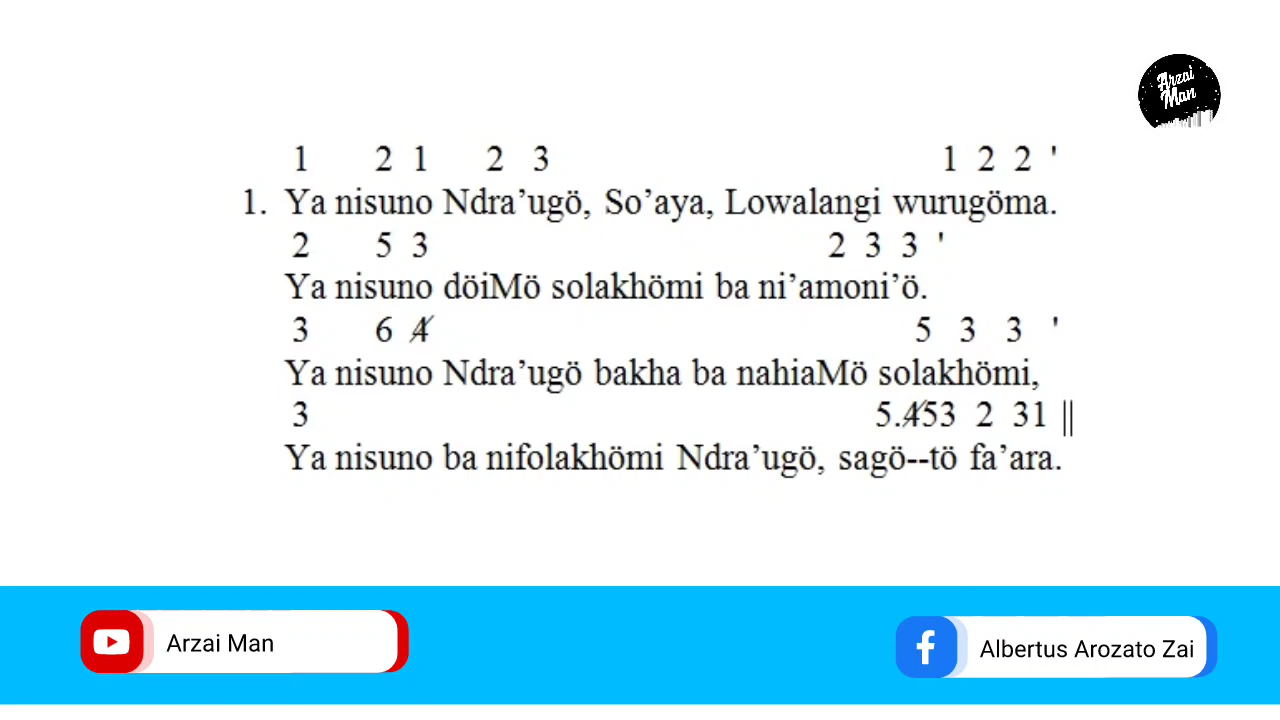 Arzai
Man
1 2 1 2 3 1 2 2 '
1. Ya nisuno Ndra’ugö, So’aya, Lowalangi wurugöma.
2 5 3 2 3 3 '
Ya nisuno döiMö solakhömi ba ni’amoni’ö.
3 6 4̸ 5 3 3 '
Ya nisuno Ndra’ugö bakha ba nahiaMö solakhömi,
3 5.4̸53 2 31 ||
Ya nisuno ba nifolakhömi Ndra’ugö, sagö--tö fa’ara.
Arzai Man
Albertus Arozato Zai